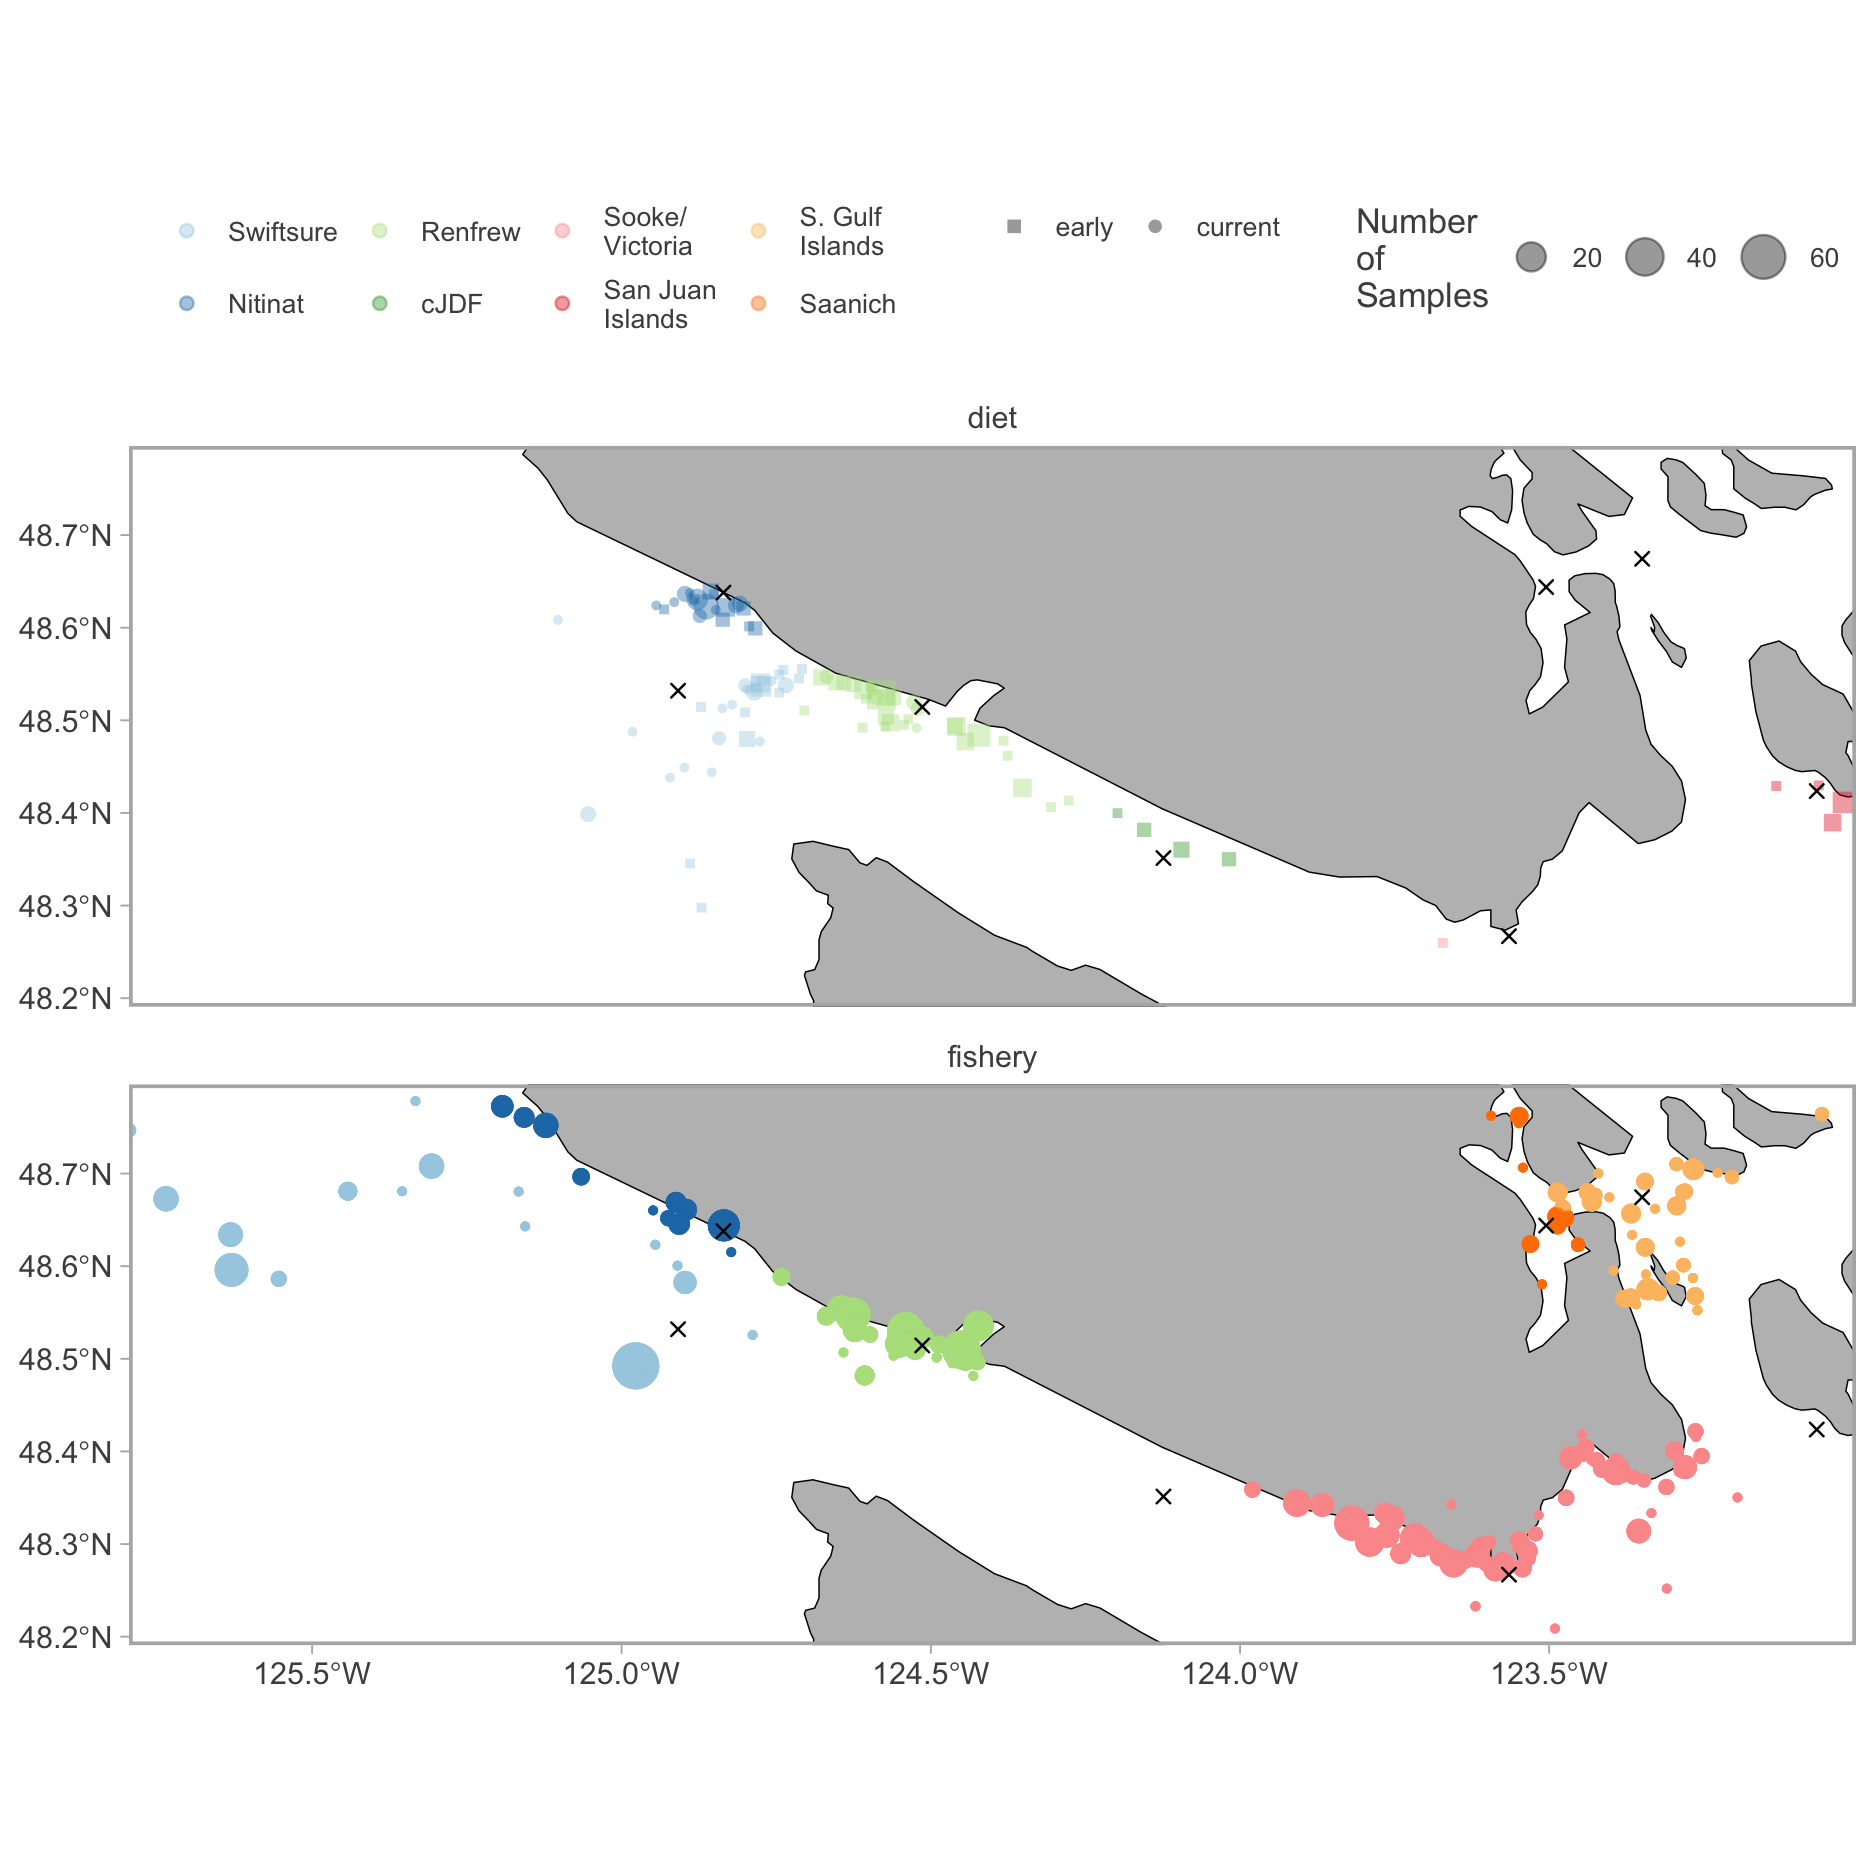 Swiftsure
Renfrew
Sooke/
Victoria
S. Gulf
Islands
Nitinat
cJDF
San Juan
Islands
Saanich
early
current
Number
of
Samples
20
40
60
diet
48.7°N
48.6°N
48.5°N
48.4°N
48.3°N
48.2°N
fishery
48.7°N
48.6°N
48.5°N
48.4°N
48.3°N
48.2°N
125.5°W
125.0°W
124.5°W
124.0°W
123.5°W